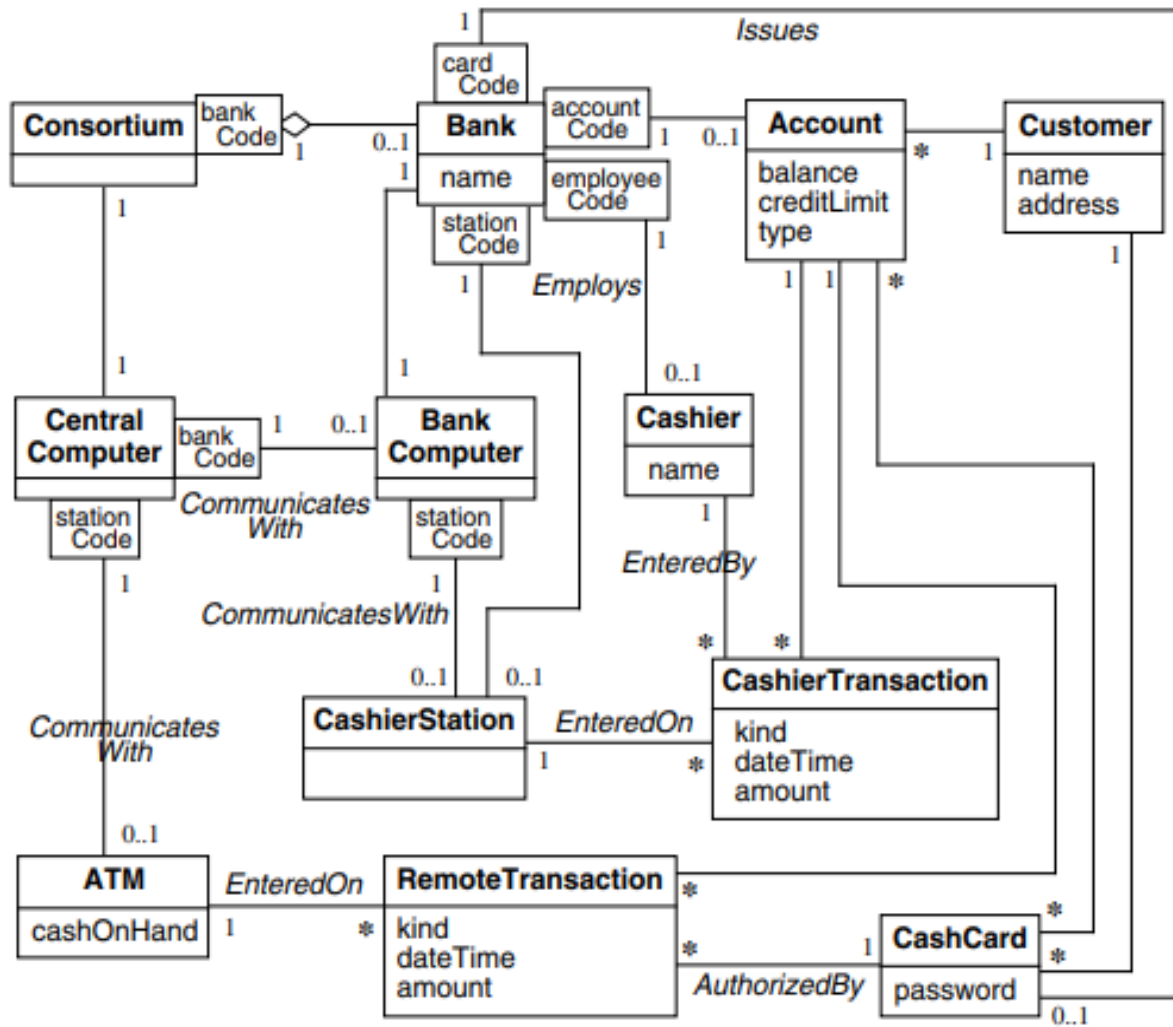 1
Issues
card
Code
Consortium
bank
Code
1
0..1
Bank
name
1
account
Code
1
0..1
Account
balance
creditLimit
type
*
1
Customer
name
address
employee
Code
1
station
Code
1
Employs
1
1
1
*
1
1
1
0..1
Central
Computer
bank
Code
1
0..1
Bank
Computer
Cashier
name
Communicates
With
station
Code
station
Code
1
1
1
EnteredBy
CommunicatesWith
*
*
0..1
0..1
CashierStation
EnteredOn
1
*
CashierTransaction
kind
dateTime
amount
Communicates
With
0..1
ATM
cashOnHand
EnteredOn
1
*
RemoteTransaction
kind
dateTime
amount
*
*
AuthorizedBy
1
CashCard
password
*
*
0..1